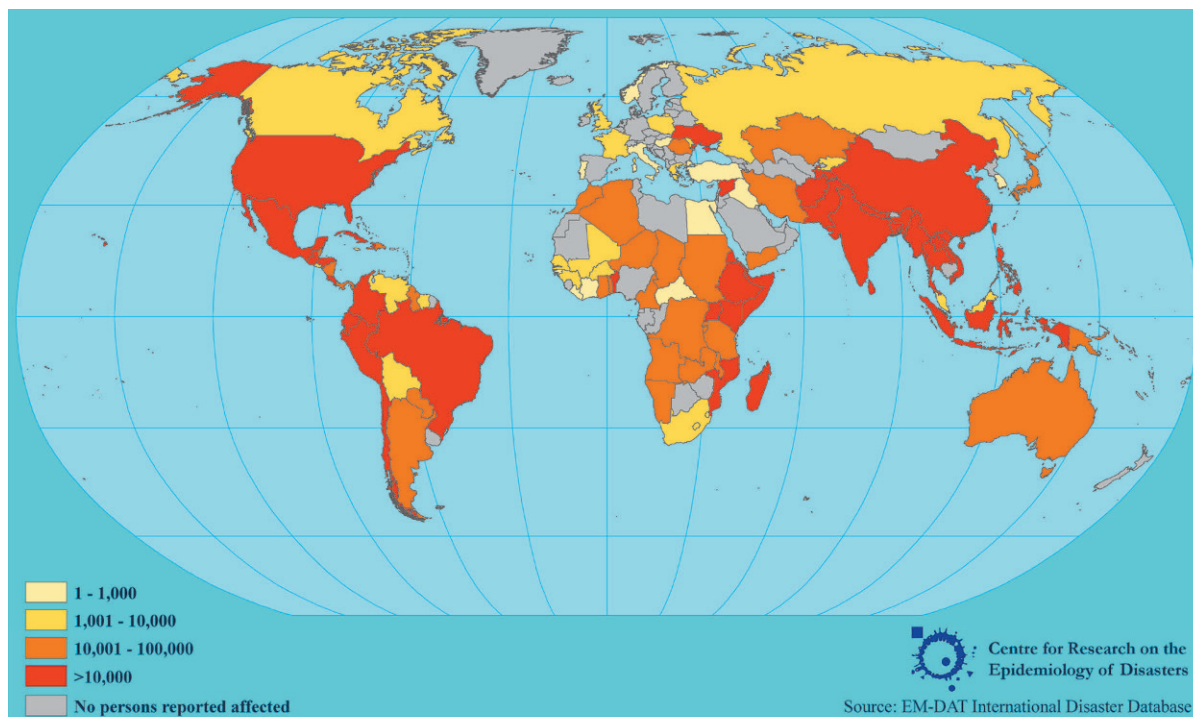 1 - 1,000
1,001 - 10,000
10,001 - 100,000
>10,000
No persons reported affected
Centre for Research on the
Epidemiology of Disasters
Source: EM-DAT International Disaster Database